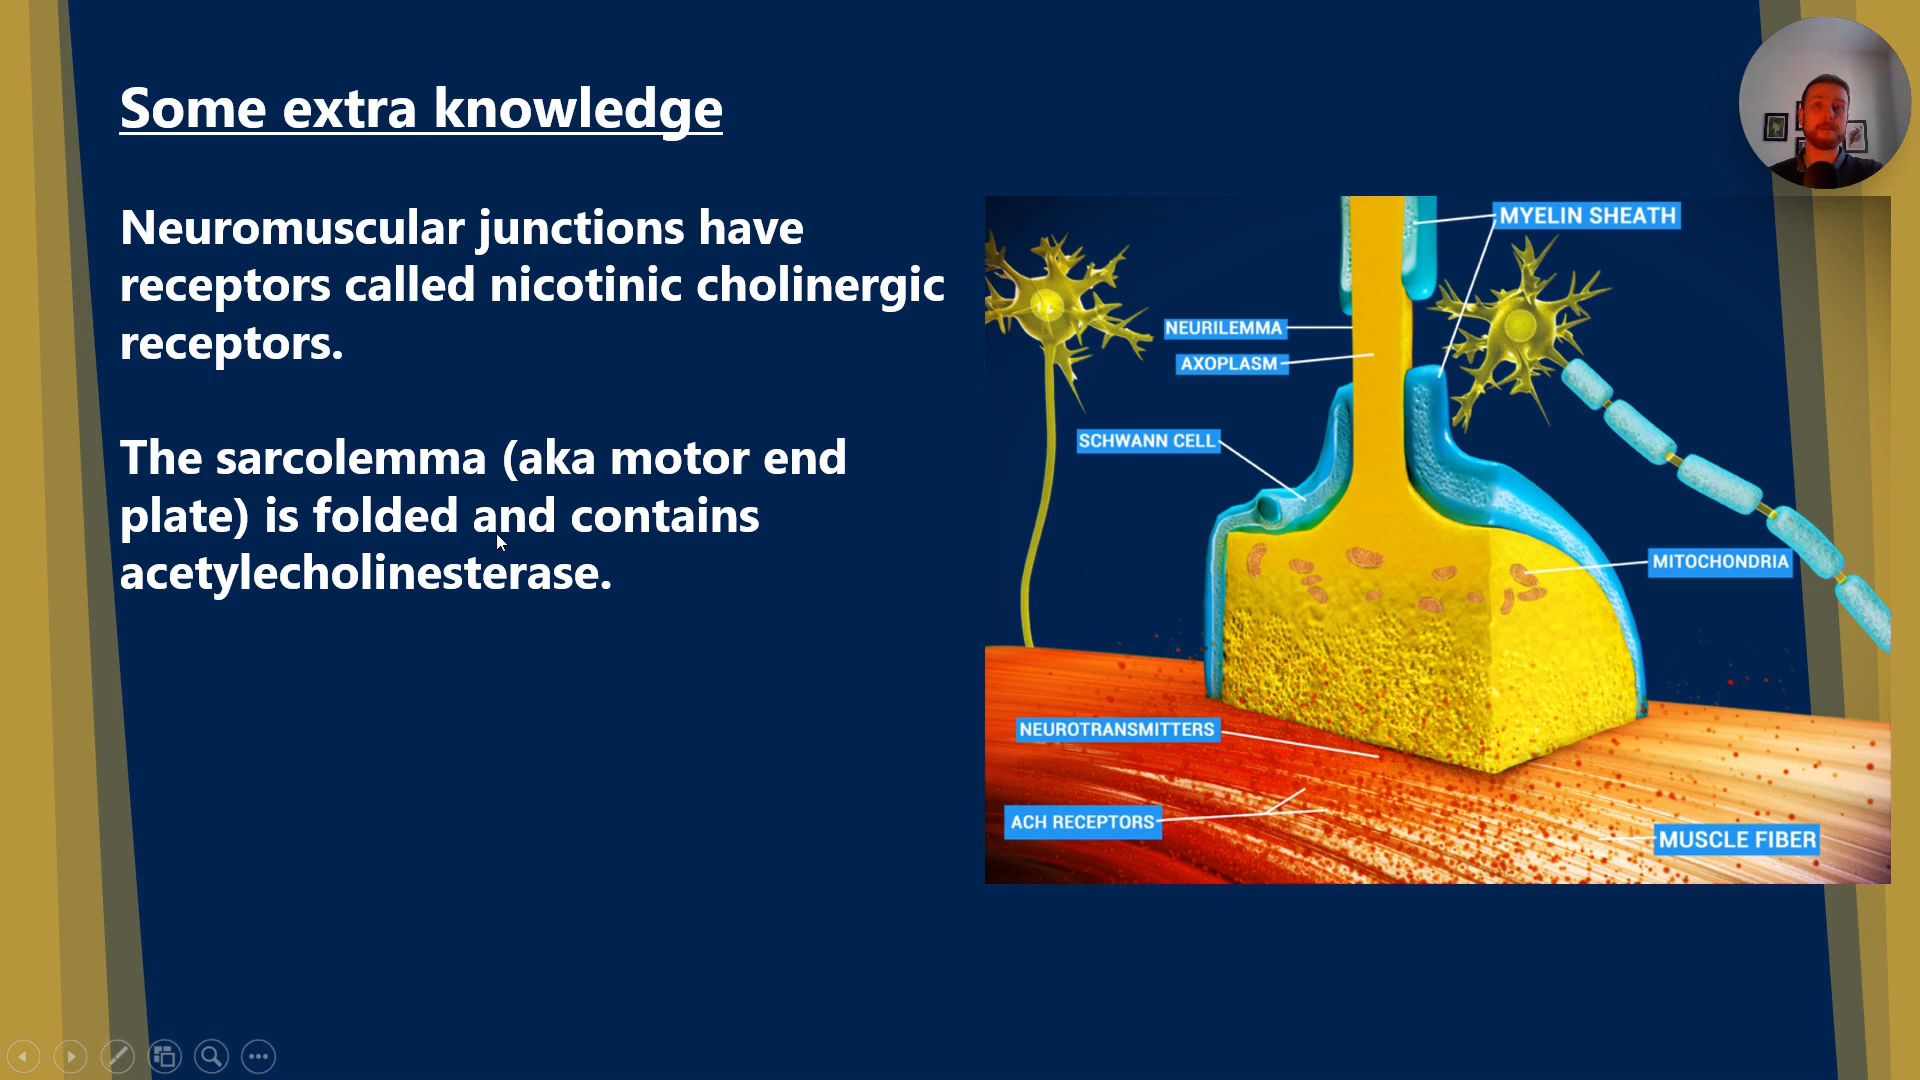 Some extra knowledge
Neuromuscular junctions have
receptors called nicotinic cholinergic
receptors.
The sarcolemma (aka motor end
plate) is folded and contains
acetylecholinesterase.
MYELIN SHEATH
NEURILEMMA
AXOPLASM
SCHWANN CELL
MITOCHONDRIA
NEUROTRANSMITTERS
ACH RECEPTORS
MUSCLE FIBER